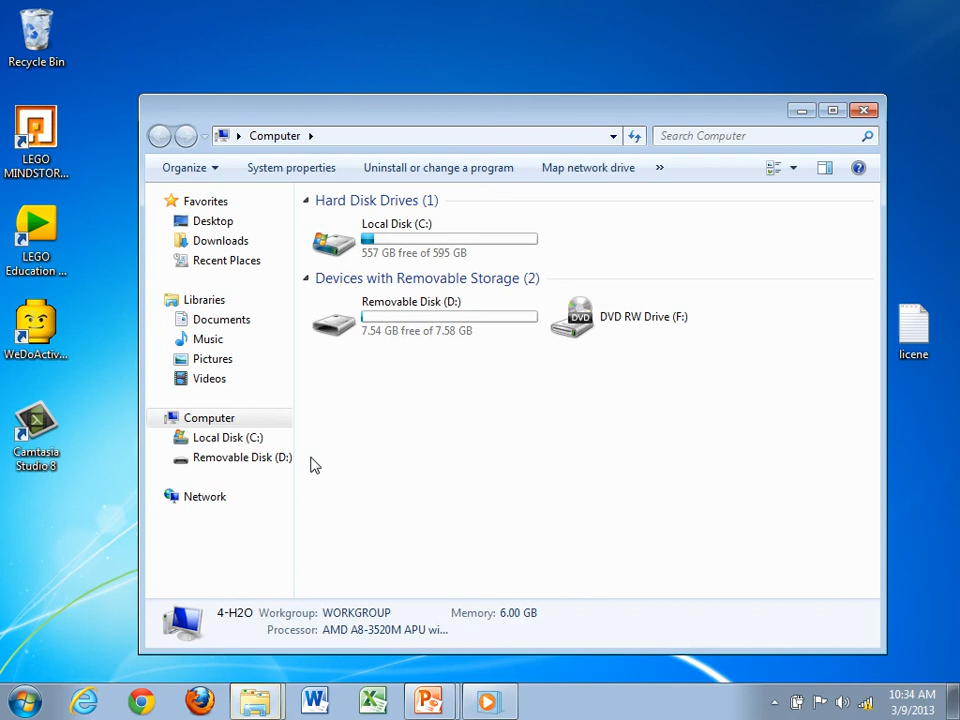 Recycle Bin
LEGO
MINDSTOR...
LEGO
Education ...
WeDoActiv...
Camtasia
Studio 8
Computer
Search Computer
Organize
System properties
Uninstall or change a program
Map network drive
»
Favorites
Desktop
Downloads
Recent Places
Libraries
Documents
Music
Pictures
Videos
Computer
Local Disk (C:)
Removable Disk (D:)
Network
Hard Disk Drives (1)
Local Disk (C:)
557 GB free of 595 GB
Devices with Removable Storage (2)
Removable Disk (D:)
7.54 GB free of 7.58 GB
DVD
DVD RW Drive (F:)
licene
4-H2O Workgroup: WORKGROUP Memory: 6.00 GB
Processor: AMD A8-3520M APU wi...
10:34 AM
3/9/2013